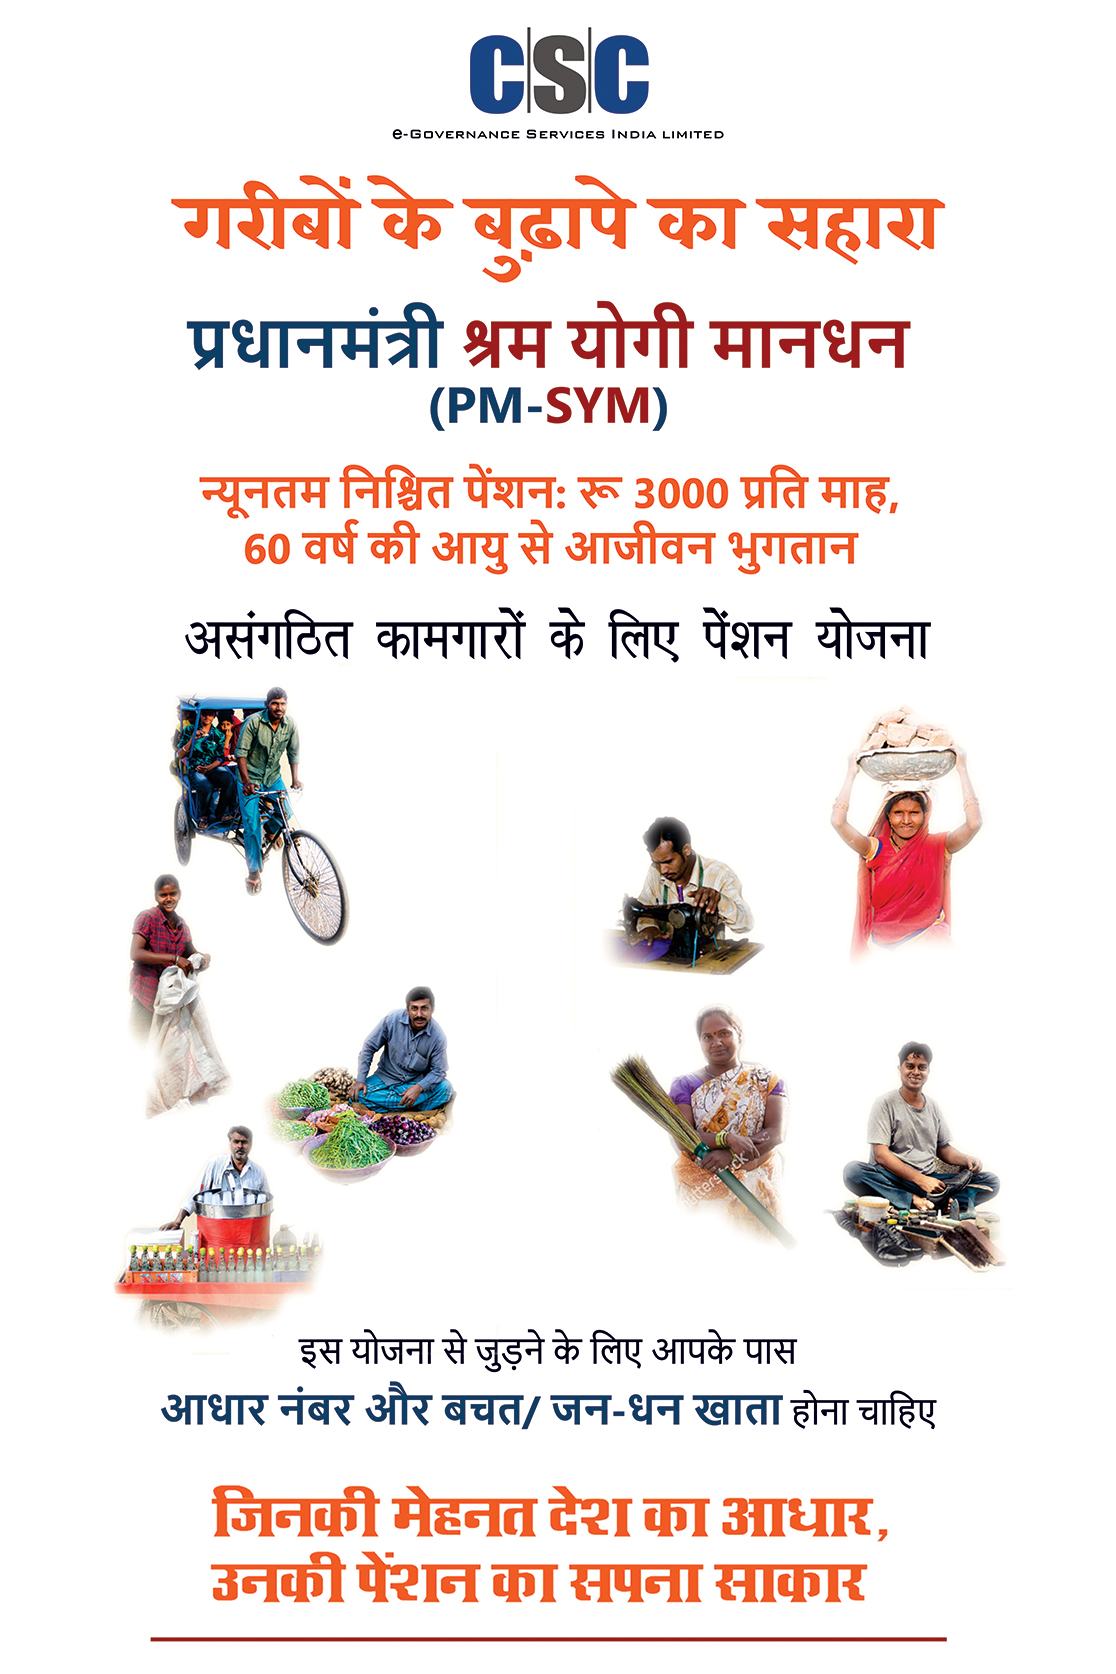 CSC
e-Governance Services India Limited
गरीबों के बुढ़ापे का सहारा
प्रधानमंत्री श्रम योगी मानधन
(PM-SYM)
न्यूनतम निश्चित पेंशन: रू 3000 प्रति माह,
60 वर्ष की आयु से आजीवन भुगतान
असंगठित कामगारों के लिए पेंशन योजना
इस योजना से जुड़ने के लिए आपके पास
आधार नंबर और बचत/ जन-धन खाता होना चाहिए
जिनकी मेहनत देश का आधार,
उनकी पेंशन का सपना साकार